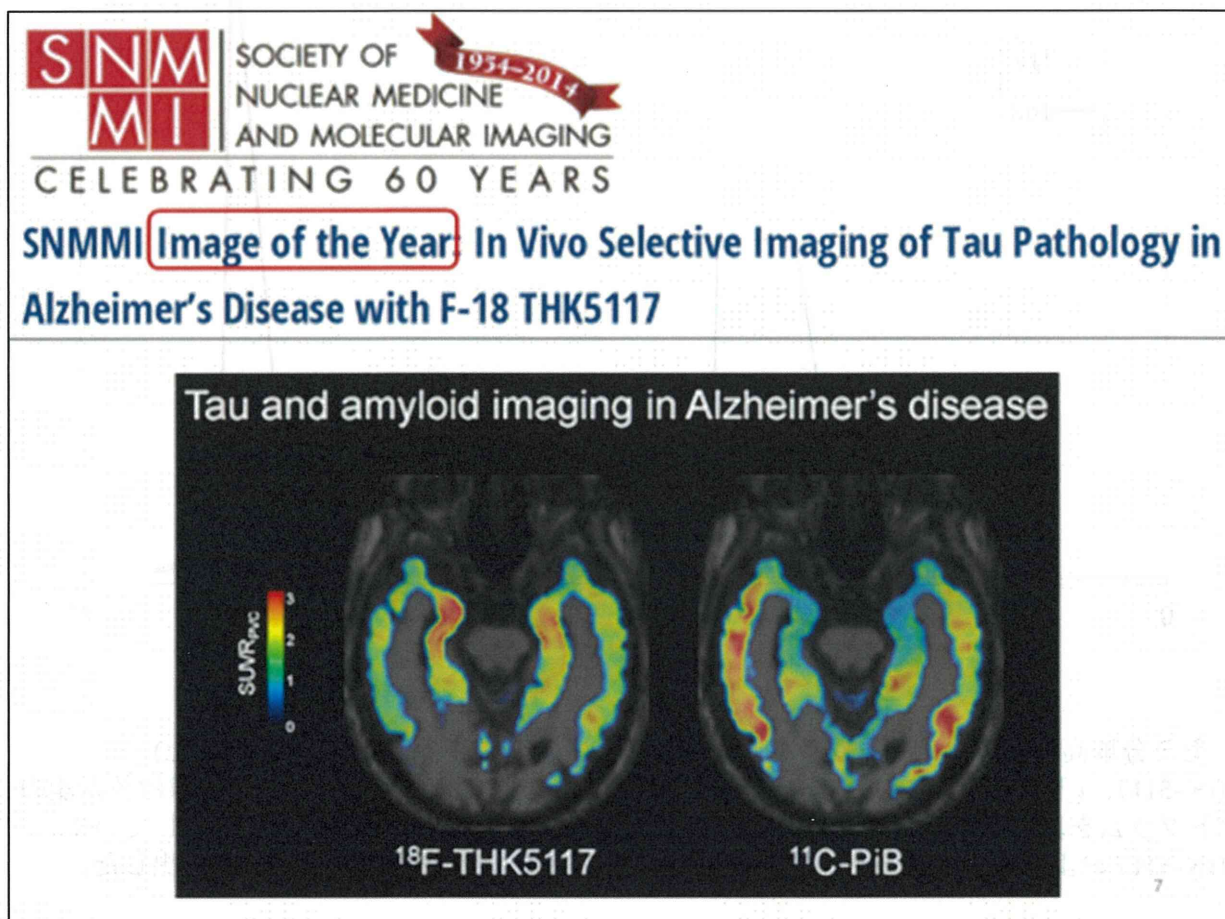 SNM
MI
SOCIETY OF
NUCLEAR MEDICINE
AND MOLECULAR IMAGING
1954–2014
CELEBRATING 60 YEARS
SNMMI Image of the Year: In Vivo Selective Imaging of Tau Pathology in
Alzheimer's Disease with F-18 THK5117
Tau and amyloid imaging in Alzheimer's disease
SUVR PVC
3
2
1
0
¹⁸F-THK5117
¹¹C-PiB
7